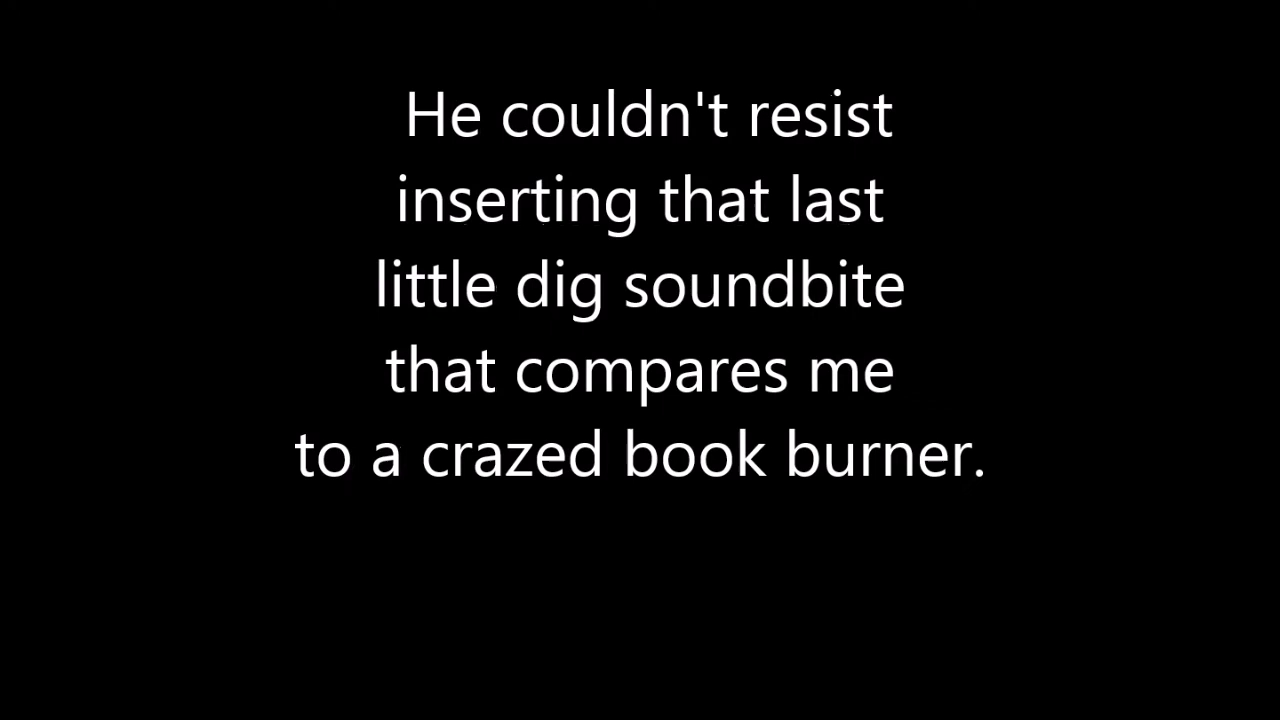 He couldn't resist
inserting that last
little dig soundbite
that compares me
to a crazed book burner.